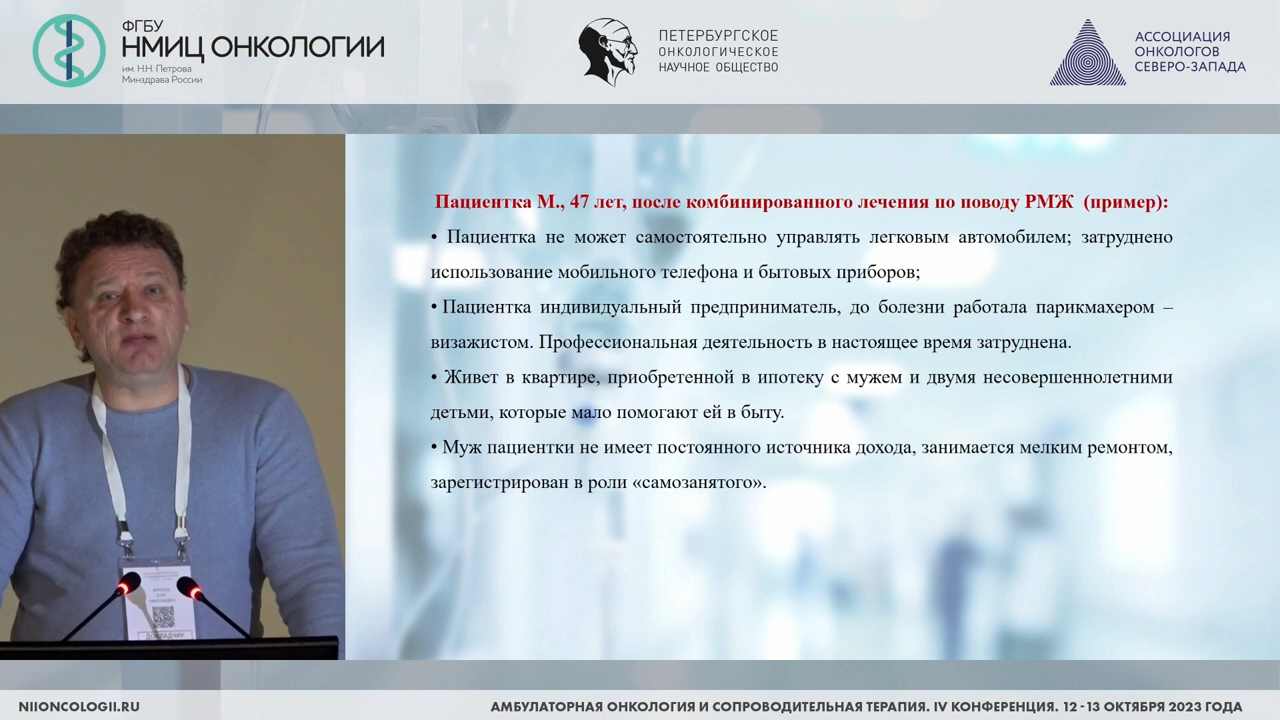 ФГБУ
НМИЦ ОНКОЛОГИИ
им. Н.Н. Петрова
Минздрава России
ПЕТЕРБУРГСКОЕ
ОНКОЛОГИЧЕСКОЕ
НАУЧНОЕ ОБЩЕСТВО
АССОЦИАЦИЯ
ОНКОЛОГОВ
СЕВЕРО-ЗАПАДА
Пациентка М., 47 лет, после комбинированного лечения по поводу РМЖ (пример):
• Пациентка не может самостоятельно управлять легковым автомобилем; затруднено
использование мобильного телефона и бытовых приборов;
• Пациентка индивидуальный предприниматель, до болезни работала парикмахером –
визажистом. Профессиональная деятельность в настоящее время затруднена.
• Живет в квартире, приобретенной в ипотеку с мужем и двумя несовершеннолетними
детьми, которые мало помогают ей в быту.
• Муж пациентки не имеет постоянного источника дохода, занимается мелким ремонтом,
зарегистрирован в роли «самозанятого».
ДОКЛАДЧИК
NIIONCOLOGII.RU
АМБУЛАТОРНАЯ ОНКОЛОГИЯ И СОПРОВОДИТЕЛЬНАЯ ТЕРАПИЯ. IV КОНФЕРЕНЦИЯ. 12-13 ОКТЯБРЯ 2023 ГОДА